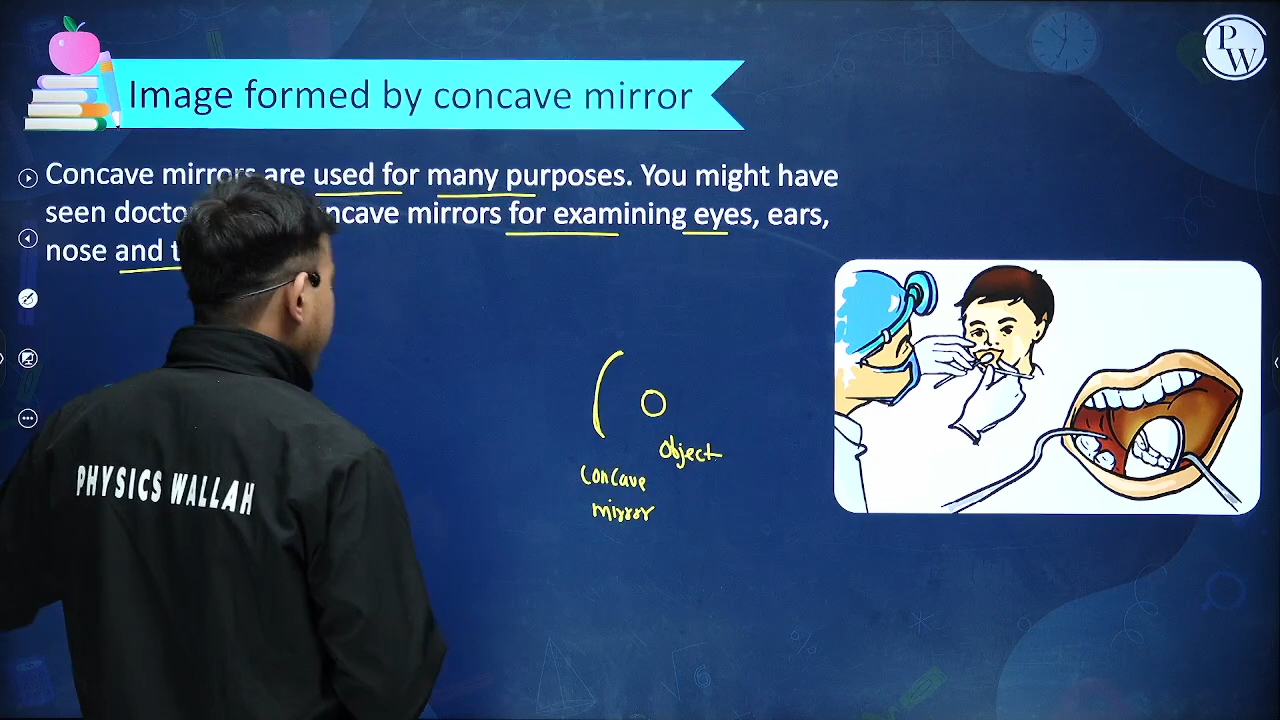 Image formed by concave mirror
PW
Concave mirrors are used for many purposes. You might have
seen docto ncave mirrors for examining eyes, ears,
nose and t
Object
Concave
mirror
PHYSICS WALLAH